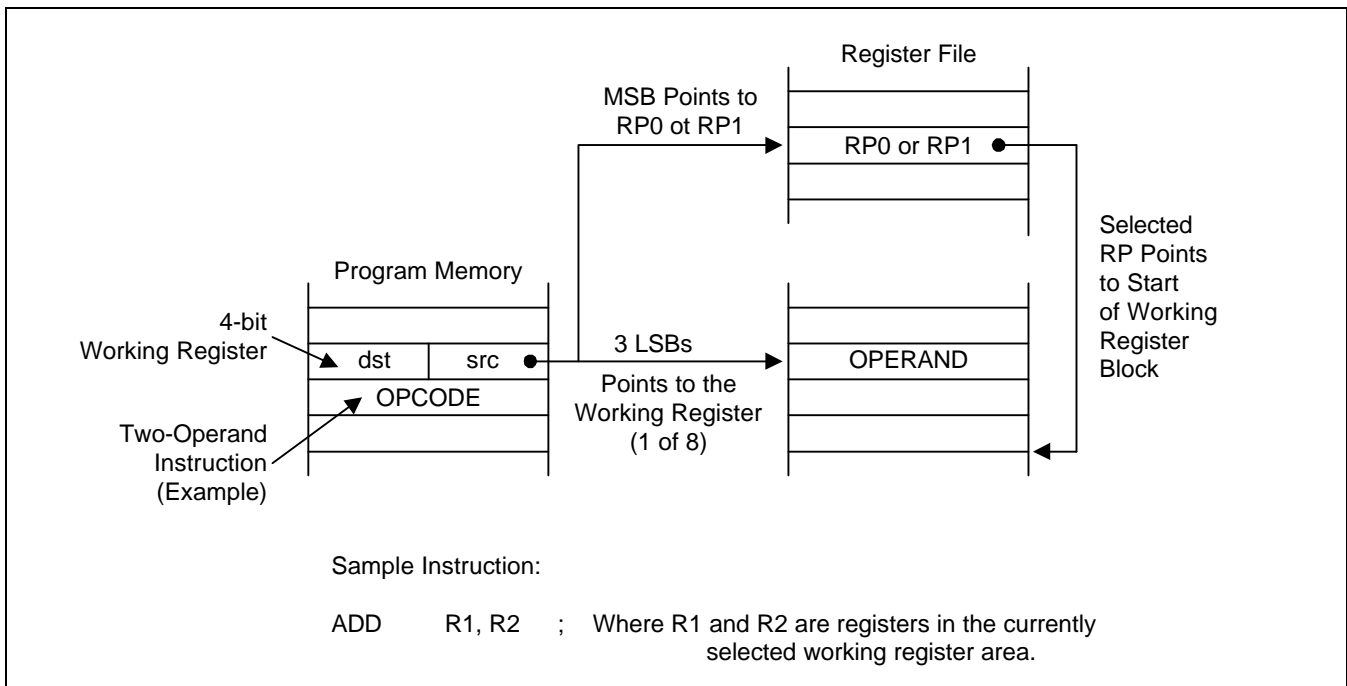 Register File
MSB Points to
RP0 ot RP1
RP0 or RP1
Selected
RP Points
to Start
of Working
Register
Block
Program Memory
4-bit
Working Register
dst src
3 LSBs
OPERAND
OPCODE
Points to the
Working Register
(1 of 8)
Two-Operand
Instruction
(Example)
Sample Instruction:
ADD R1, R2 ; Where R1 and R2 are registers in the currently
selected working register area.